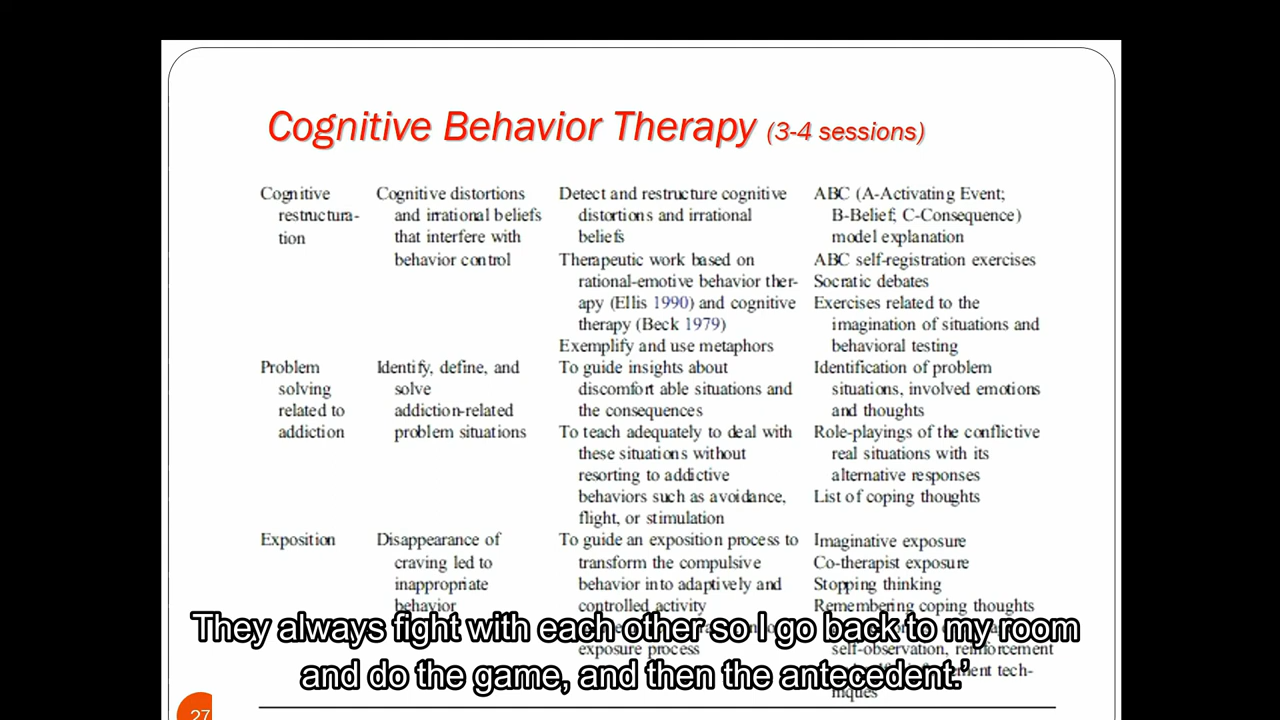 Cognitive Behavior Therapy (3-4 sessions)
Cognitive
restructura-
tion
Cognitive distortions
and irrational beliefs
that interfere with
behavior control
Detect and restructure cognitive
distortions and irrational
beliefs
Therapeutic work based on
rational-emotive behavior ther-
apy (Ellis 1990) and cognitive
therapy (Beck 1979)
Exemplify and use metaphors
ABC (A-Activating Event;
B-Belief; C-Consequence)
model explanation
ABC self-registration exercises
Socratic debates
Exercises related to the
imagination of situations and
behavioral testing
Problem
solving
related to
addiction
Identify, define, and
solve
addiction-related
problem situations
To guide insights about
discomfort able situations and
the consequences
To teach adequately to deal with
these situations without
resorting to addictive
behaviors such as avoidance,
flight, or stimulation
Identification of problem
situations, involved emotions
and thoughts
Role-playings of the conflictive
real situations with its
alternative responses
List of coping thoughts
Exposition
Disappearance of
craving led to
inappropriate
behavior
To guide an exposition process to
transform the compulsive
behavior into adaptively and
controlled activity
exposure process
Imaginative exposure
Co-therapist exposure
Stopping thinking
Remembering coping thoughts
self-observation, reinforcement
tech-
niques
They always fight with each other so I go back to my room
and do the game, and then the antecedent.'
27